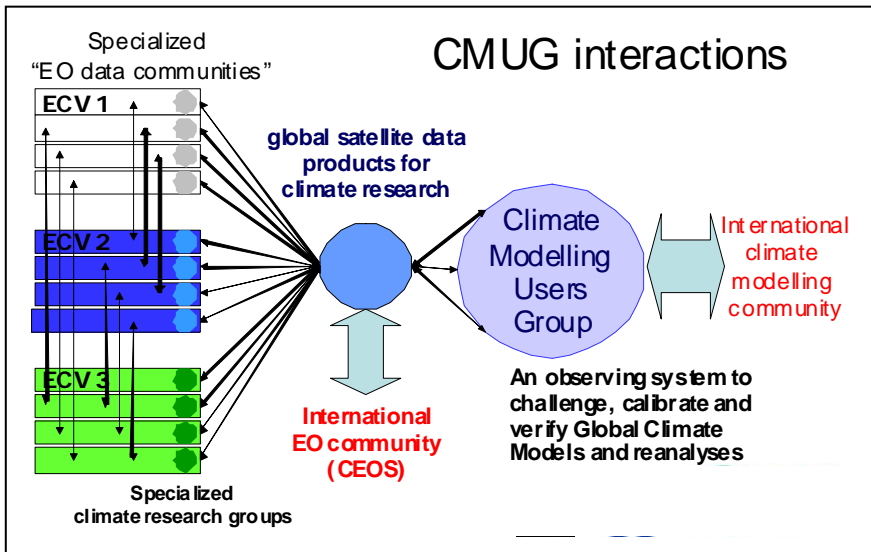 CMUG interactions
Specialized
“EO data communities”
ECV 1
ECV 2
ECV 3
Specialized
climate research groups
global satellite data
products for
climate research
International
EO community
(CEOS)
Climate
Modelling
Users
Group
International
climate
modelling
community
An observing system to
challenge, calibrate and
verify Global Climate
Models and reanalyses